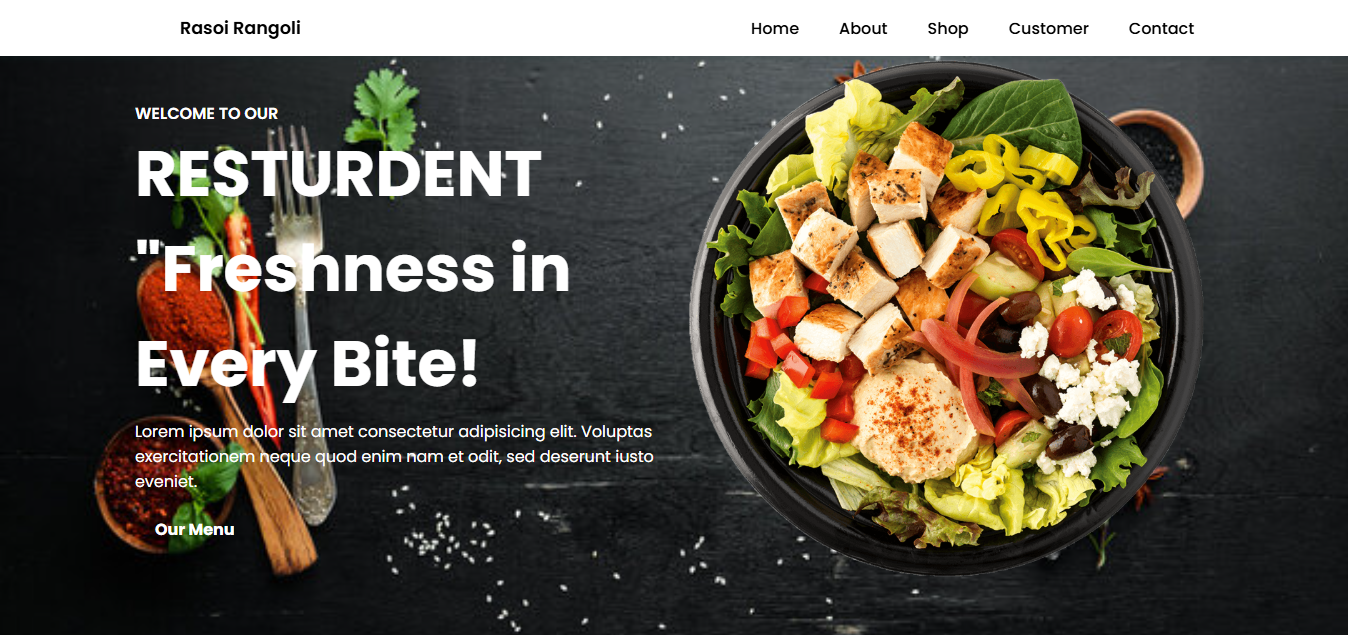 Rasoi Rangoli
Home About Shop Customer Contact
WELCOME TO OUR
RESTURDENT
"Freshness in
Every Bite!
Lorem ipsum dolor sit amet consectetur adipisicing elit. Voluptas
exercitationem neque quod enim nam et odit, sed deserunt iusto
eveniet.
Our Menu